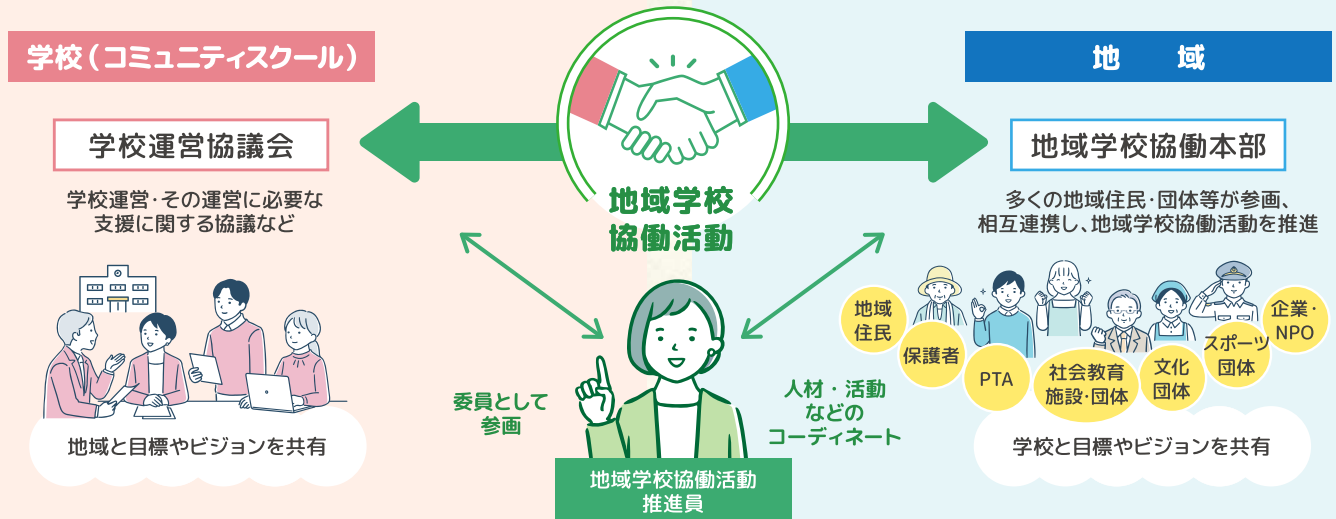 学校（コミュニティスクール）
学校運営協議会
学校運営・その運営に必要な
支援に関する協議など
地域と目標やビジョンを共有
地域学校
協働活動
委員として
参画
人材・活動
などの
コーディネート
地域学校協働活動
推進員
地　域
地域学校協働本部
多くの地域住民・団体等が参画、
相互連携し、地域学校協働活動を推進
地域
住民
保護者
PTA
社会教育
施設・団体
文化
団体
スポーツ
団体
企業・
NPO
学校と目標やビジョンを共有